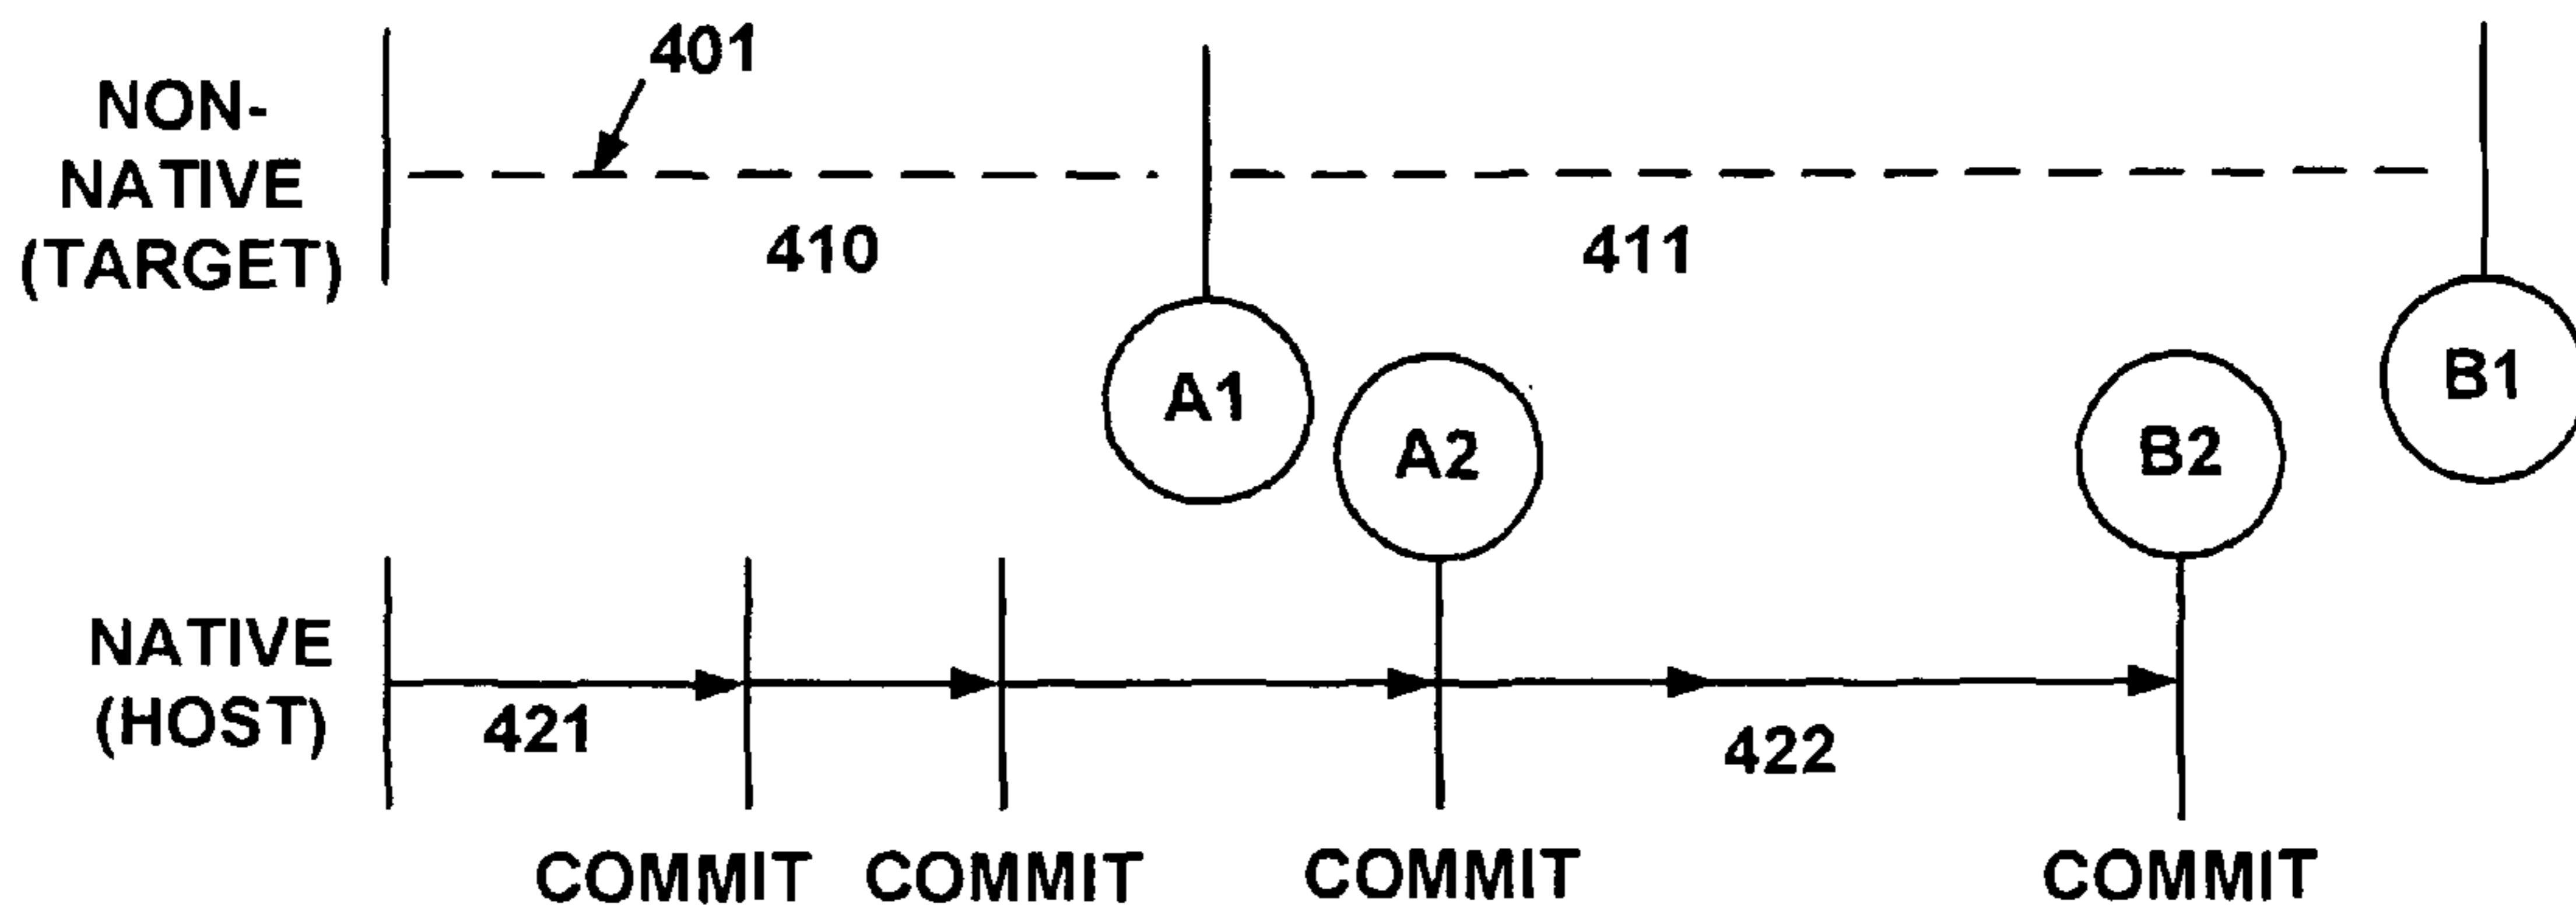 401
NON-
NATIVE
(TARGET)
410
411
A1
A2
B2
B1
NATIVE
(HOST)
421
422
COMMIT
COMMIT
COMMIT
COMMIT